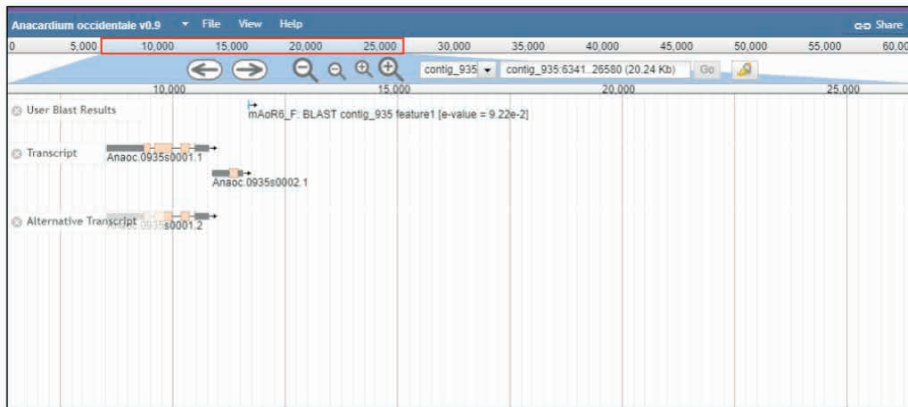 Anacardium occidentale v0.9 File View Help Share
0 5,000 10,000 15,000 20,000 25,000 30,000 35,000 40,000 45,000 50,000 55,000 60,00
contig_935 contig_935:6341..26580 (20.24 Kb) Go
10,000 15,000 20,000 25,000
User Blast Results
mAoR6_F: BLAST contig_935 feature1 [e-value = 9.22e-2]
Transcript
Anaoc.0935s0001.1
Anaoc.0935s0002.1
Alternative Transcript
Anaoc.0935s0001.2